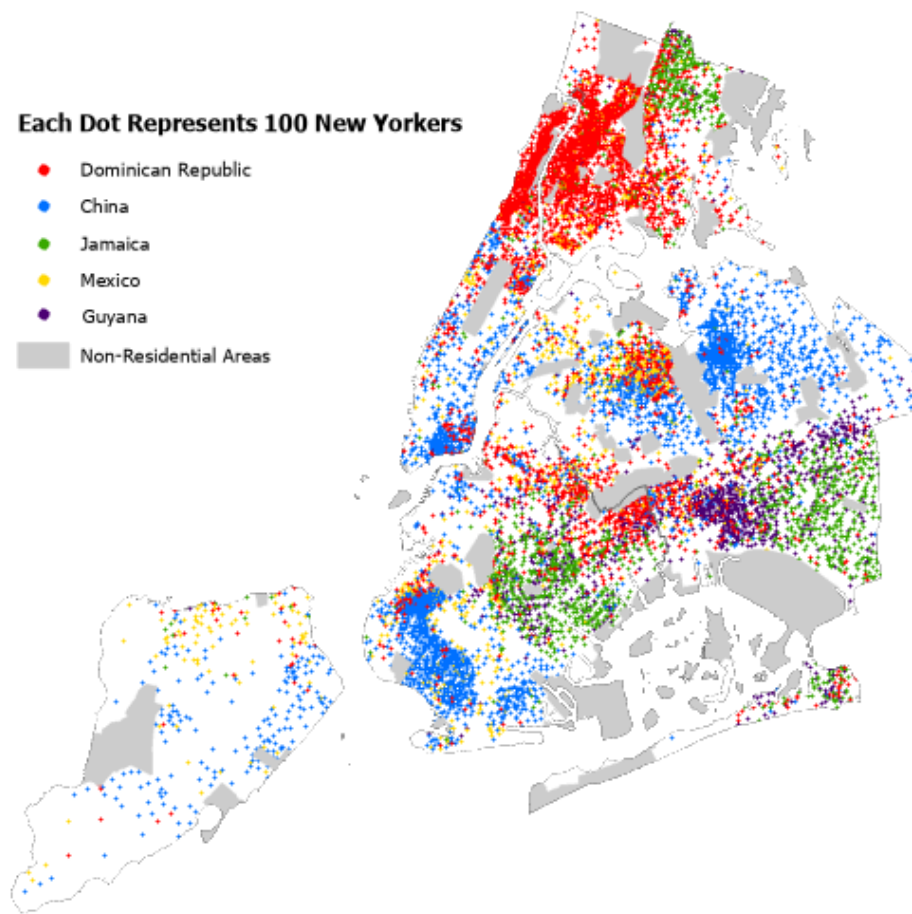 Each Dot Represents 100 New Yorkers
Dominican Republic
China
Jamaica
Mexico
Guyana
Non-Residential Areas